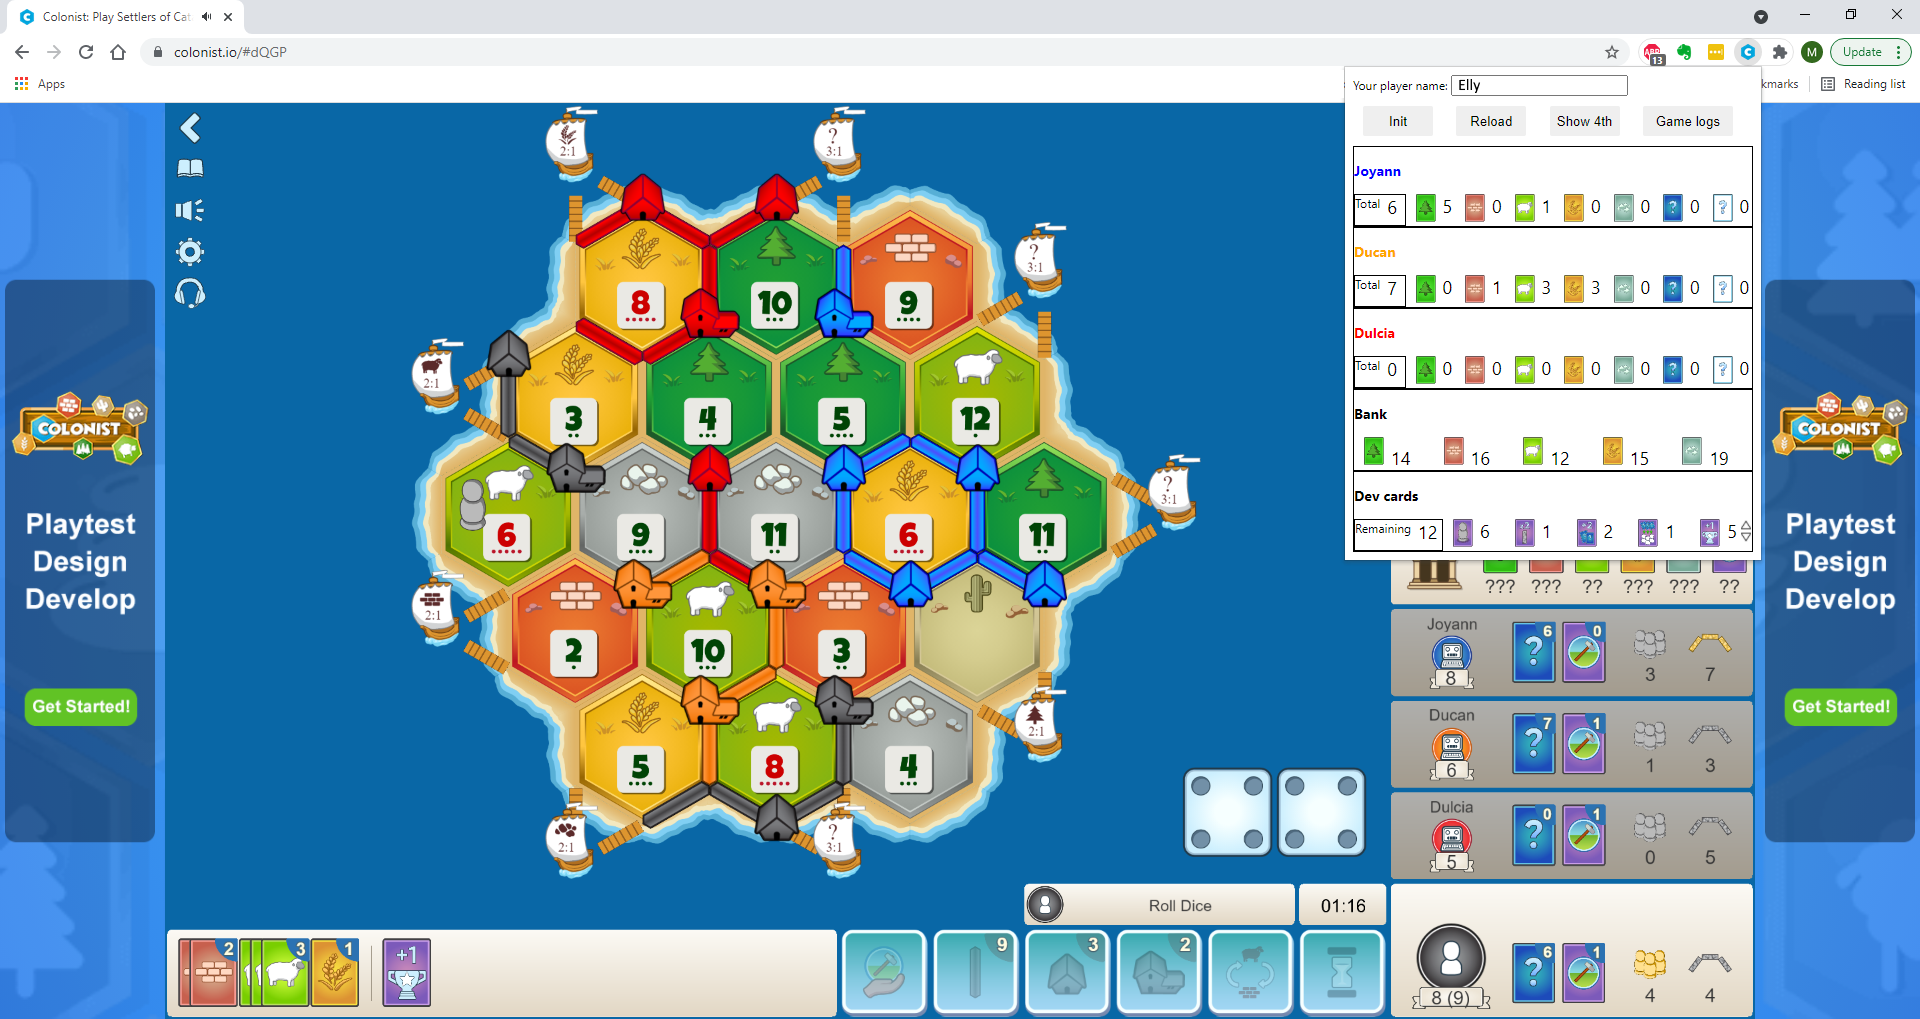 Colonist: Play Settlers of Cat
colonist.io/#dQGP
13
M
Update
Apps
kmarks
Reading list
Your player name: Elly
Init Reload Show 4th Game logs
Joyann
Total 6 5 0 1 0 0 0 ? 0
Ducan
Total 7 0 1 3 3 0 0 ? 0
Dulcia
Total 0 0 0 0 0 0 0 ? 0
Bank
14 16 12 15 19
Dev cards
Remaining 12 6 1 2 1 5
??? ??? ?? ??? ??? ??
Joyann
8 ? 6 0 3 7
Ducan
6 ? 7 1 1 3
Dulcia
5 ? 0 1 0 5
8 (9) ? 6 1 4 4
COLONIST
Playtest
Design
Develop
Get Started!
COLONIST
Playtest
Design
Develop
Get Started!
2:1
? 3:1
? 3:1
2:1
? 3:1
2:1
2:1
2:1
? 3:1
8 10 9
3 4 5 12
6 9 11 6 11
2 10 3
5 8 4
Roll Dice
01:16
2 3 1 +1
9 3 2